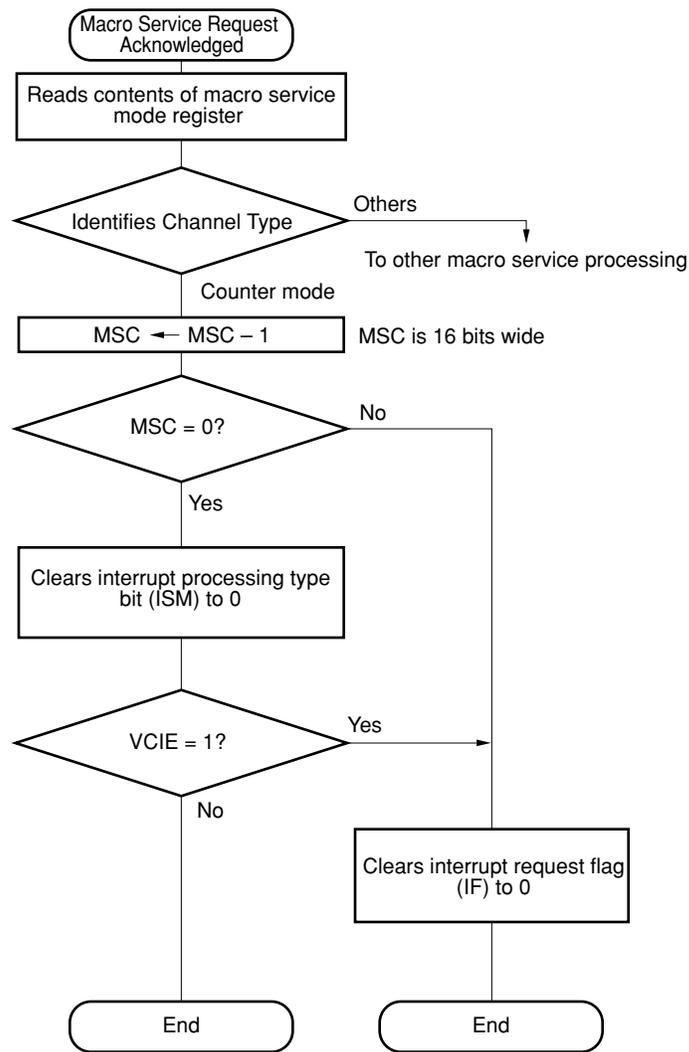 Macro Service Request
Acknowledged
Reads contents of macro service
mode register
Identifies Channel Type
Others
To other macro service processing
Counter mode
MSC ← MSC – 1
MSC is 16 bits wide
MSC = 0?
No
Yes
Clears interrupt processing type
bit (ISM) to 0
VCIE = 1?
Yes
No
Clears interrupt request flag
(IF) to 0
End
End